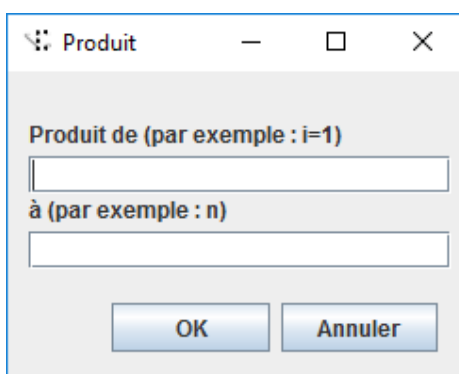 Produit
Produit de (par exemple : i=1)
à (par exemple : n)
OK Annuler